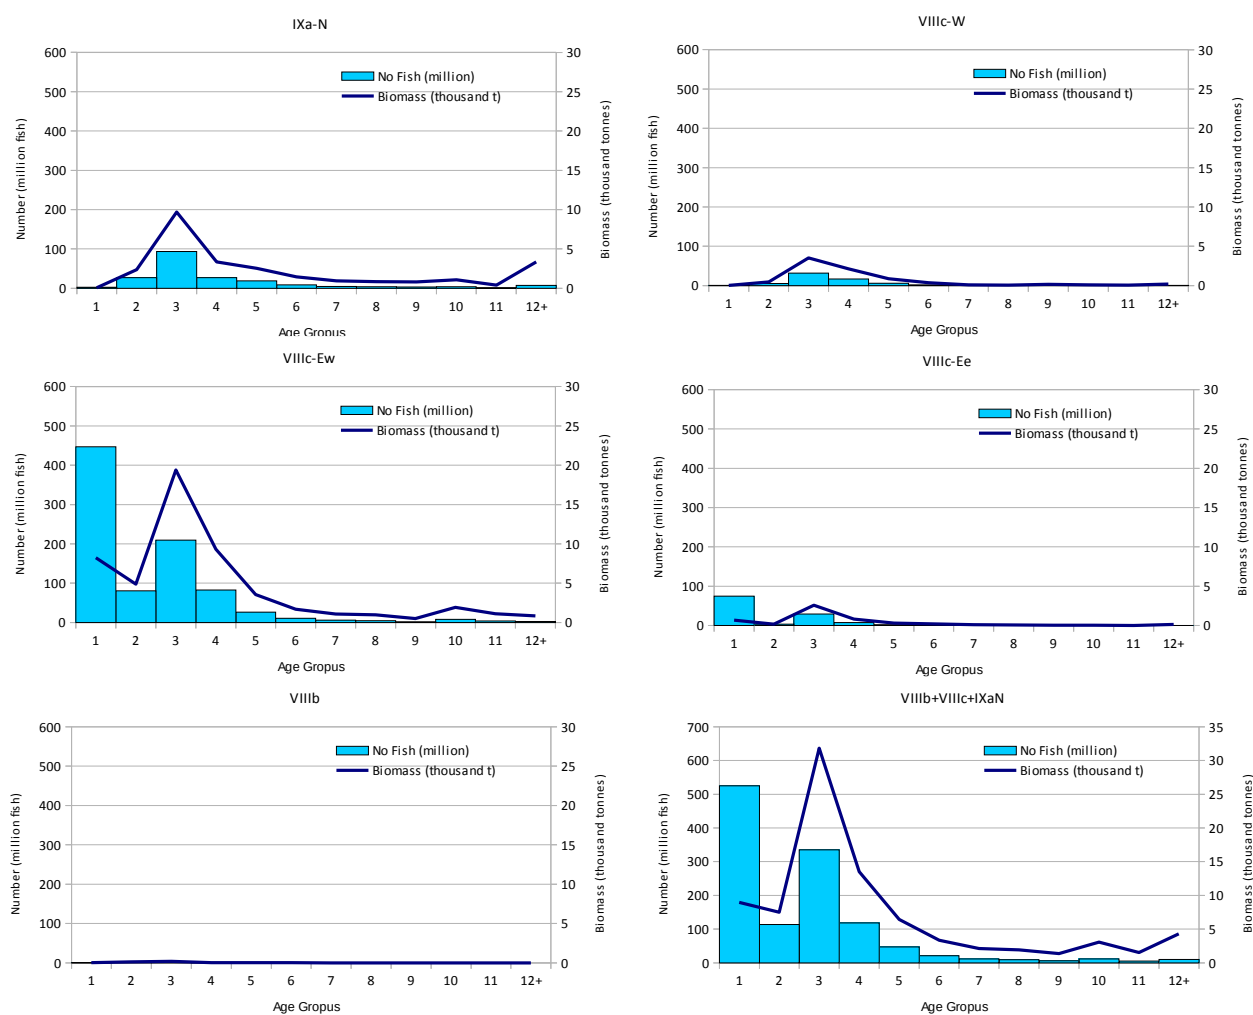 IXa-N
600
500
400
300
200
100
0
30
25
20
15
10
5
0
Number (million fish)
Biomass (thousand tonnes)
No Fish (million)
Biomass (thousand t)
1 2 3 4 5 6 7 8 9 10 11 12+
Age Gropus
VIIIc-W
600
500
400
300
200
100
0
30
25
20
15
10
5
0
Number (million fish)
Biomass (thousand tonnes)
No Fish (million)
Biomass (thousand t)
1 2 3 4 5 6 7 8 9 10 11 12+
Age Gropus
VIIIc-Ew
600
500
400
300
200
100
0
30
25
20
15
10
5
0
Number (million fish)
Biomass (thousand tonnes)
No Fish (million)
Biomass (thousand t)
1 2 3 4 5 6 7 8 9 10 11 12+
Age Gropus
VIIIc-Ee
600
500
400
300
200
100
0
30
25
20
15
10
5
0
Number (million fish)
Biomass (thousand tonnes)
No Fish (million)
Biomass (thousand t)
1 2 3 4 5 6 7 8 9 10 11 12+
Age Gropus
VIIIb
600
500
400
300
200
100
0
30
25
20
15
10
5
0
Number (million fish)
Biomass (thousand tonnes)
No Fish (million)
Biomass (thousand t)
1 2 3 4 5 6 7 8 9 10 11 12+
Age Gropus
VIIIb+VIIIc+IXaN
700
600
500
400
300
200
100
0
35
30
25
20
15
10
5
0
Number (million fish)
Biomass (thousand tonnes)
No Fish (million)
Biomass (thousand t)
1 2 3 4 5 6 7 8 9 10 11 12+
Age Gropus